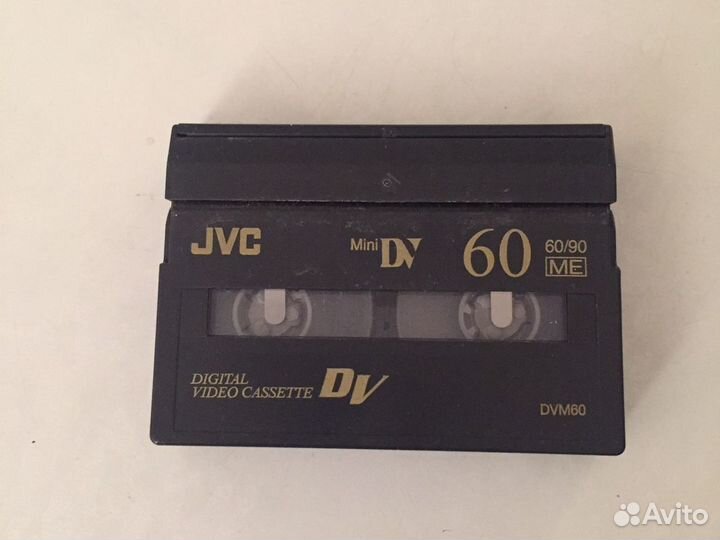 JVC
Mini DV
60
60/90
ME
DIGITAL
VIDEO CASSETTE DV
DVM60
Avito